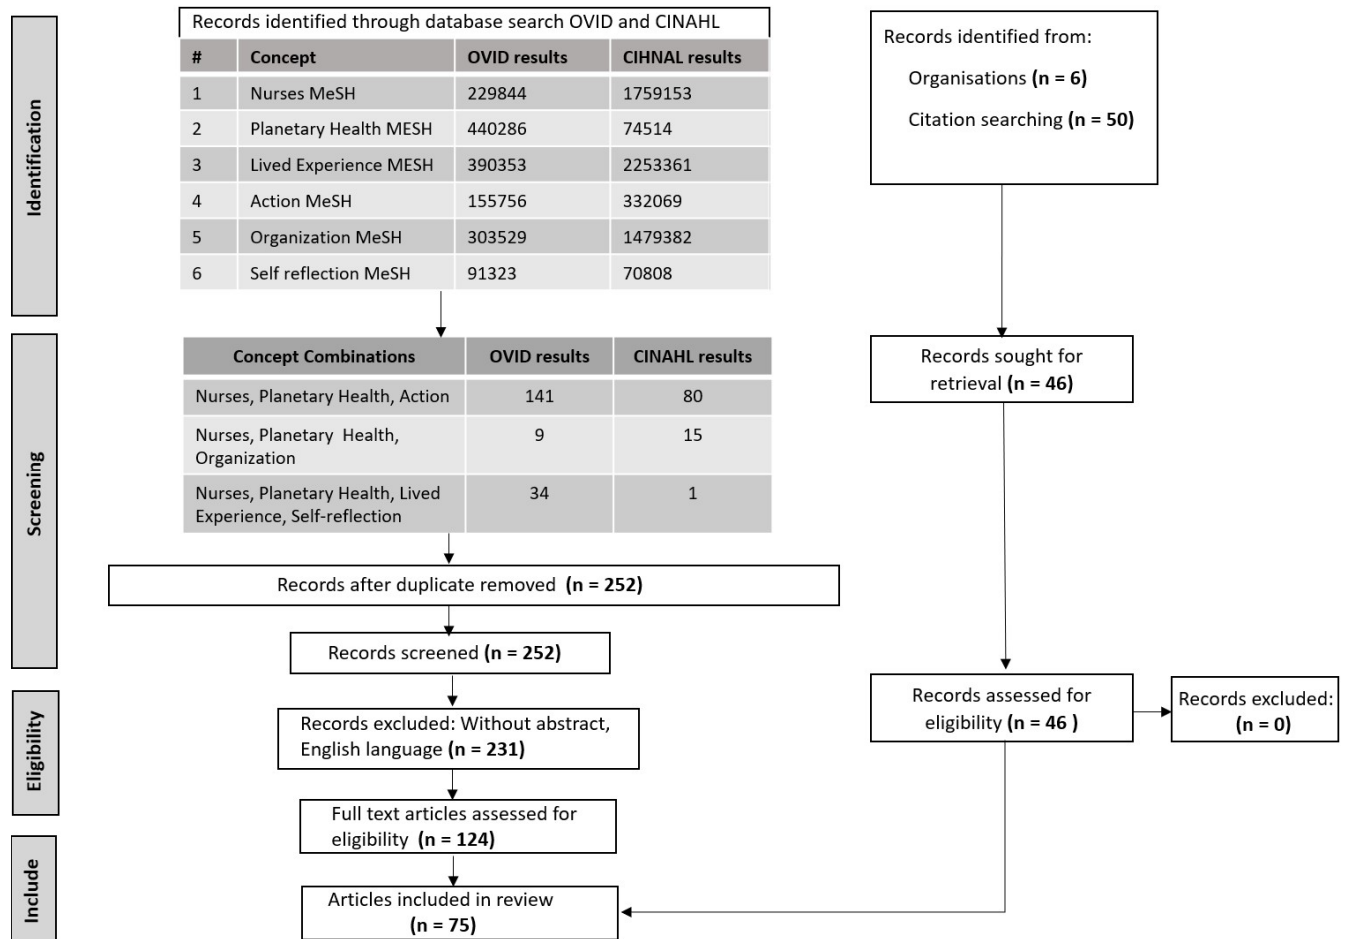 Identification
Records identified through database search OVID and CINAHL
# Concept OVID results CIHNAL results
1 Nurses MeSH 229844 1759153
2 Planetary Health MESH 440286 74514
3 Lived Experience MESH 390353 2253361
4 Action MeSH 155756 332069
5 Organization MeSH 303529 1479382
6 Self reflection MeSH 91323 70808
Records identified from:
Organisations (n = 6)
Citation searching (n = 50)
Screening
Concept Combinations OVID results CINAHL results
Nurses, Planetary Health, Action 141 80
Nurses, Planetary Health, 9 15
Organization
Nurses, Planetary Health, Lived 34 1
Experience, Self-reflection
Records after duplicate removed (n = 252)
Records screened (n = 252)
Records sought for
retrieval (n = 46)
Eligibility
Records excluded: Without abstract,
English language (n = 231)
Full text articles assessed for
eligibility (n = 124)
Records assessed for
eligibility (n = 46 )
Records excluded:
(n = 0)
Include
Articles included in review
(n = 75)